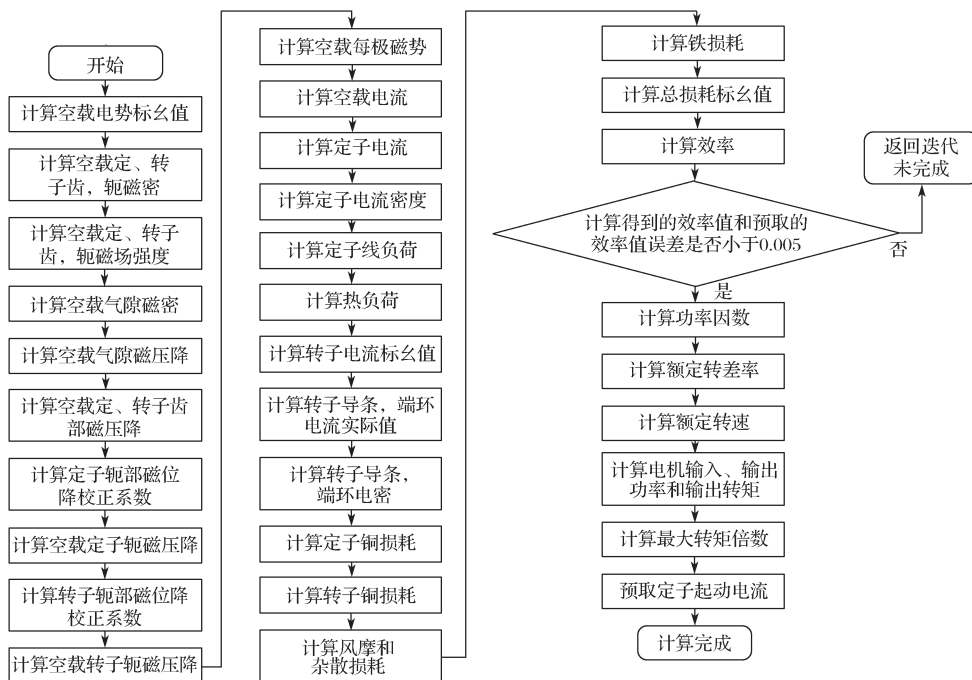 开始
计算空载电势标幺值
计算空载定、转
子齿，轭磁密
计算空载定、转子
齿，轭磁场强度
计算空载气隙磁密
计算空载气隙磁压降
计算空载定、转子齿
部磁压降
计算定子轭部磁位
降校正系数
计算空载定子轭磁压降
计算转子轭部磁位降
校正系数
计算空载转子轭磁压降
计算空载每极磁势
计算空载电流
计算定子电流
计算定子电流密度
计算定子线负荷
计算热负荷
计算转子电流标幺值
计算转子导条，端环
电流实际值
计算转子导条，
端环电密
计算定子铜损耗
计算转子铜损耗
计算风摩和
杂散损耗
计算铁损耗
计算总损耗标幺值
计算效率
计算得到的效率值和预取的
效率值误差是否小于0.005
否
返回迭代
未完成
是
计算功率因数
计算额定转差率
计算额定转速
计算电机输入、输出
功率和输出转矩
计算最大转矩倍数
预取定子起动电流
计算完成